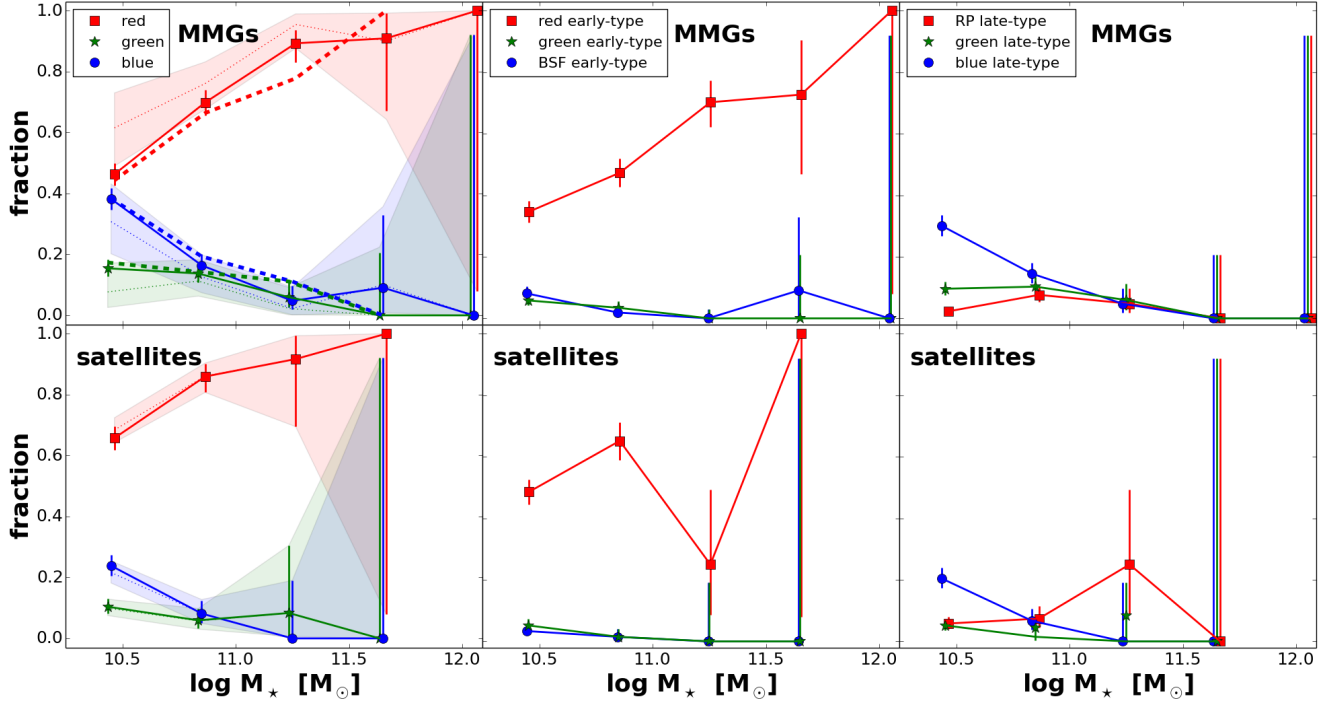 red
green
blue
MMGs
red early-type
green early-type
BSF early-type
MMGs
RP late-type
green late-type
blue late-type
MMGs
1.0
0.8
0.6
0.4
0.2
0.0
fraction
satellites
satellites
satellites
1.0
0.8
0.6
0.4
0.2
0.0
fraction
10.5 11.0 11.5 12.0
10.5 11.0 11.5 12.0
10.5 11.0 11.5 12.0
log M⋆ [M⊙]
log M⋆ [M⊙]
log M⋆ [M⊙]